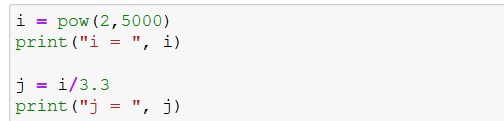 i = pow(2,5000)
print("i = ", i)
j = i/3.3
print("j = ", j)